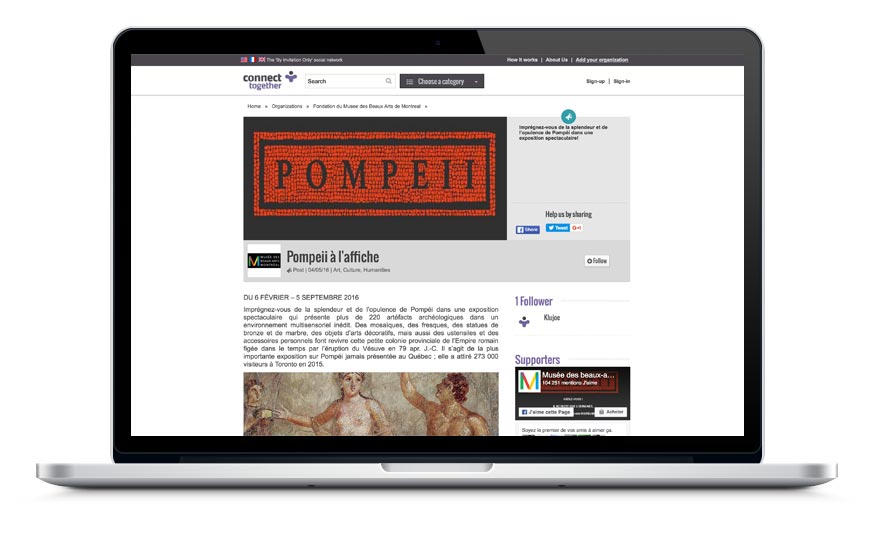 The 'By Invitation Only' social network
How it works | About Us | Add your organization
connect
together
Search
Choose a category
Sign-up | Sign-in
Home » Organizations » Fondation du Musee des Beaux Arts de Montreal »
POMPEII
Imprégnez-vous de la splendeur et de
l'opulence de Pompéi dans une
exposition spectaculaire!
Help us by sharing
Share
Tweet
G+1
M MUSÉE DES
BEAUX-ARTS
MONTRÉAL
Pompeii à l'affiche
Post | 04/05/16 | Art, Culture, Humanities
Follow
DU 6 FÉVRIER – 5 SEPTEMBRE 2016
Imprégnez-vous de la splendeur et de l'opulence de Pompéi dans une exposition
spectaculaire qui présente plus de 220 artéfacts archéologiques dans un
environnement multisensoriel inédit. Des mosaïques, des fresques, des statues de
bronze et de marbre, des objets d'arts décoratifs, mais aussi des ustensiles et des
accessoires personnels font revivre cette petite colonie provinciale de l'Empire romain
figée dans le temps par l'éruption du Vésuve en 79 apr. J.-C. Il s'agit de la plus
importante exposition sur Pompéi jamais présentée au Québec ; elle a attiré 273 000
visiteurs à Toronto en 2015.
1 Follower
Klujoe
Supporters
M
Musée des beaux-a...
104 251 mentions J'aime
J'aime cette Page
Acheter
Soyez le premier de vos amis à aimer ça.